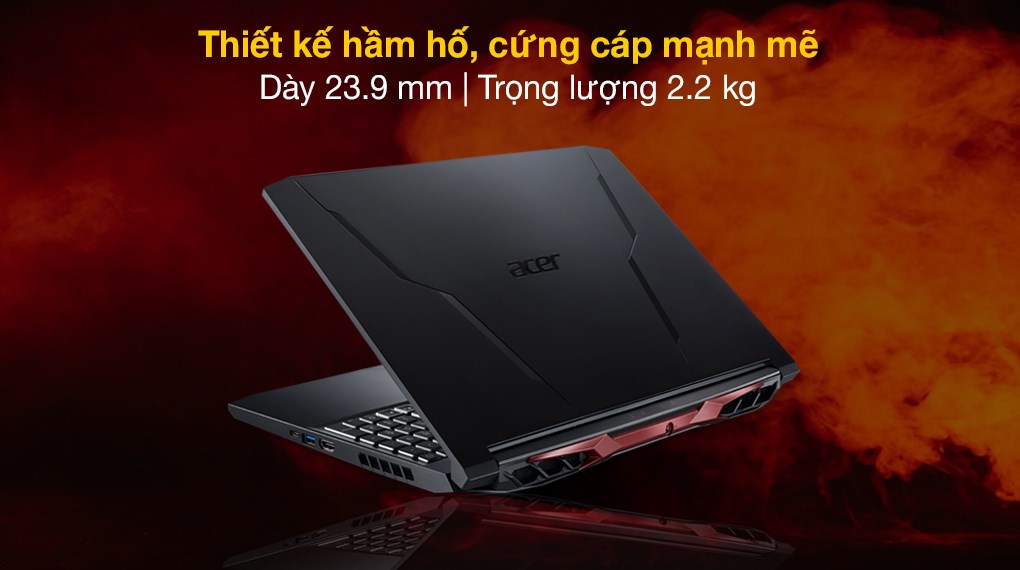 Thiết kế hầm hố, cứng cáp mạnh mẽ
Dày 23.9 mm | Trọng lượng 2.2 kg
acer